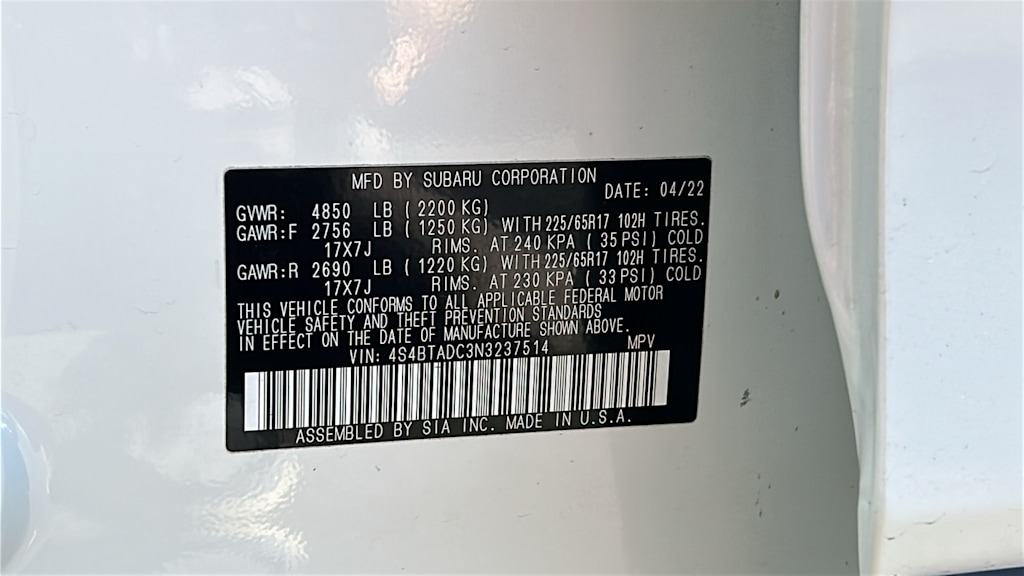 MFD BY SUBARU CORPORATION
DATE: 04/22
GVWR: 4850 LB ( 2200 KG)
GAWR:F 2756 LB ( 1250 KG) WITH 225/65R17 102H TIRES.
17X7J RIMS. AT 240 KPA ( 35 PSI) COLD
GAWR:R 2690 LB ( 1220 KG) WITH 225/65R17 102H TIRES.
17X7J RIMS. AT 230 KPA ( 33 PSI) COLD
THIS VEHICLE CONFORMS TO ALL APPLICABLE FEDERAL MOTOR
VEHICLE SAFETY AND THEFT PREVENTION STANDARDS
IN EFFECT ON THE DATE OF MANUFACTURE SHOWN ABOVE.
VIN: 4S4BTADC3N3237514 MPV
ASSEMBLED BY SIA INC. MADE IN U.S.A.